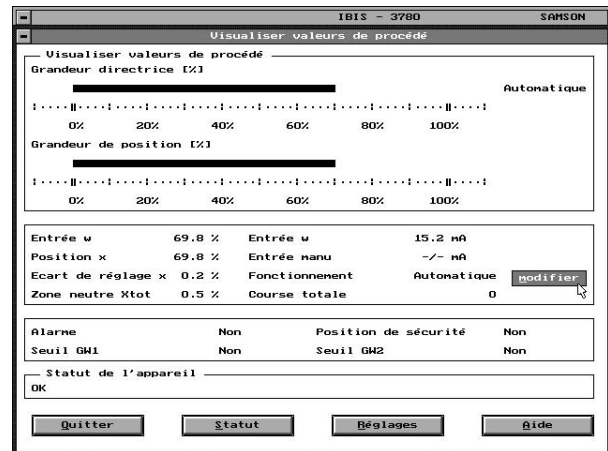 IBIS - 3780 SAMSON
Visualiser valeurs de procédé
Visualiser valeurs de procédé
Grandeur directrice [%]
Automatique
0% 20% 40% 60% 80% 100%
Grandeur de position [%]
0% 20% 40% 60% 80% 100%
Entrée w 69.8 % Entrée w 15.2 mA
Position x 69.8 % Entrée manu -/- mA
Ecart de réglage x 0.2 % Fonctionnement Automatique modifier
Zone neutre Xtot 0.5 % Course totale 0
Alarme Non Position de sécurité Non
Seuil GW1 Non Seuil GW2 Non
Statut de l'appareil
OK
Quitter Statut Réglages Aide